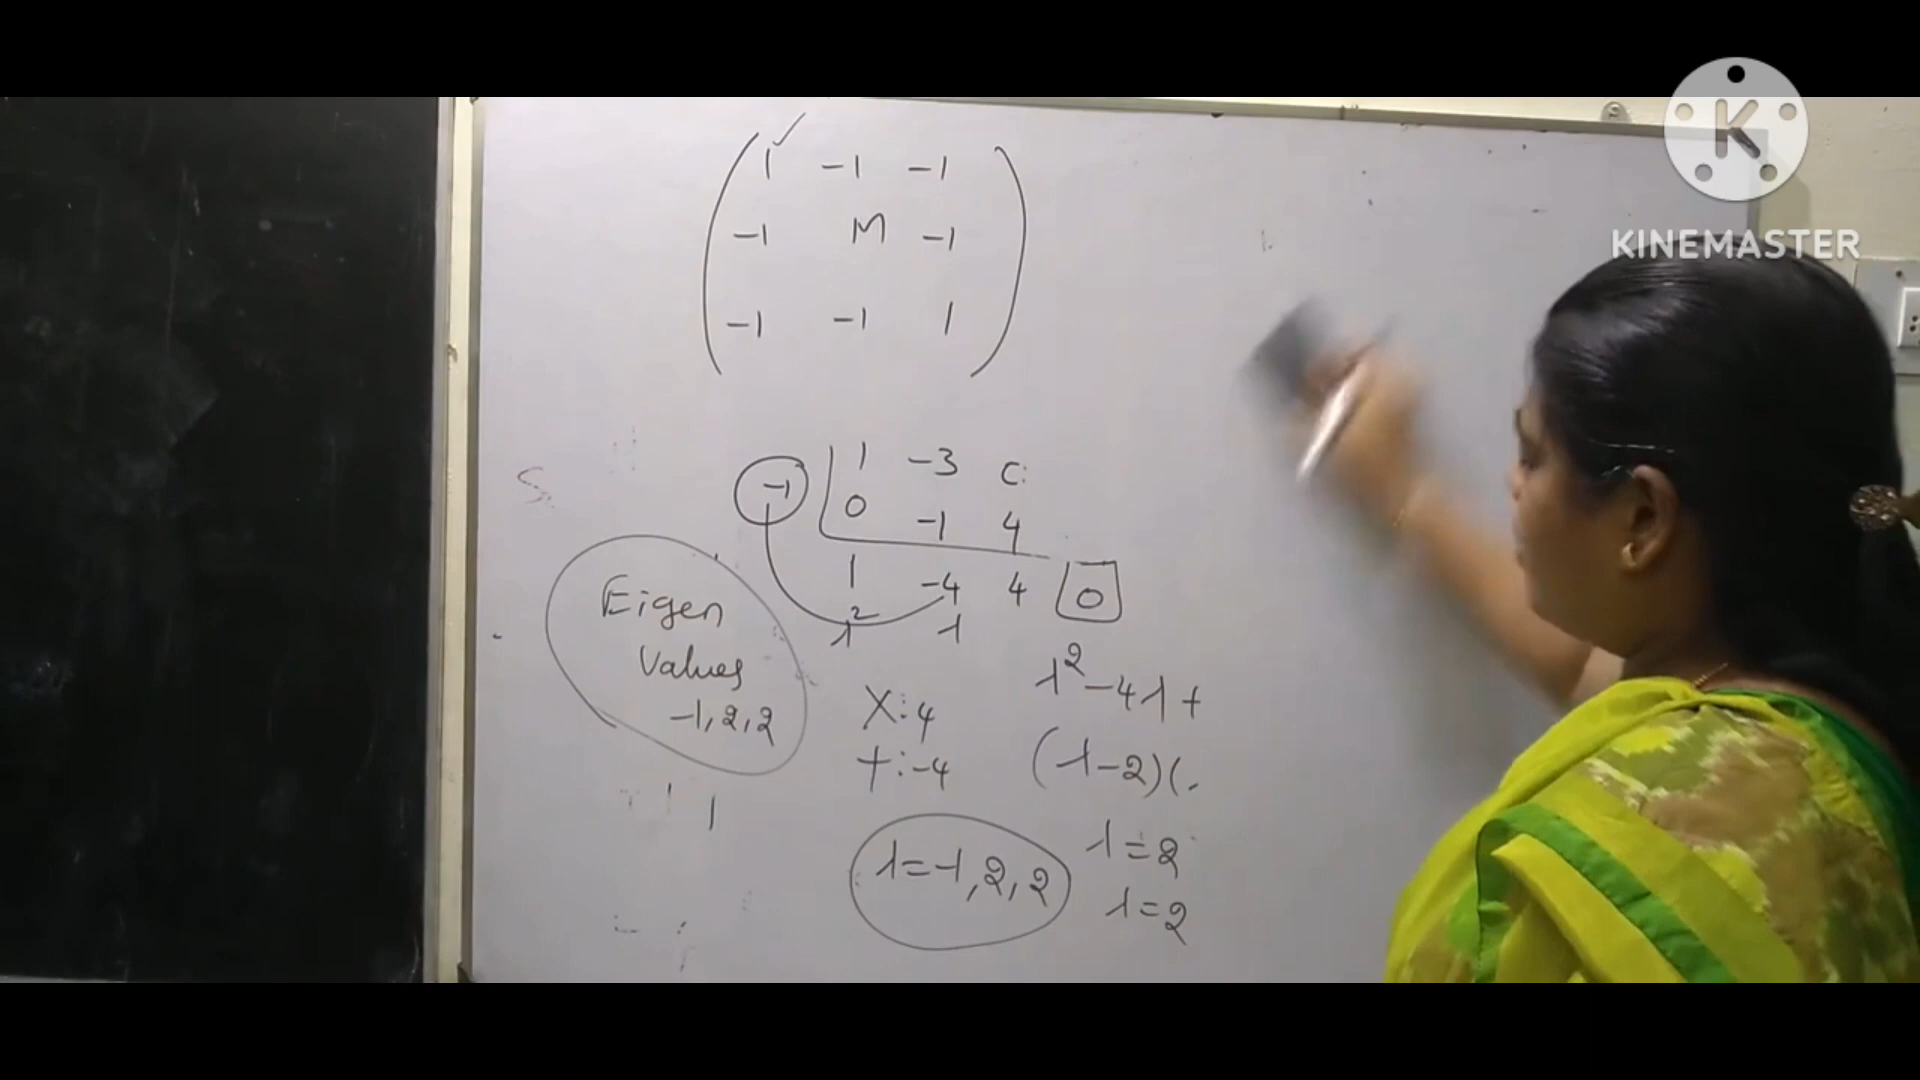 1 -1 -1
-1 M -1
-1 -1 1
-1 | 1 -3 C
0 -1 4
1 -4 4 0
λ² λ
Eigen
Values
-1, 2, 2
λ²-4λ+
X:4
+:-4
(λ-2)(
λ=2
λ=-1, 2, 2
λ=2
K
KINEMASTER